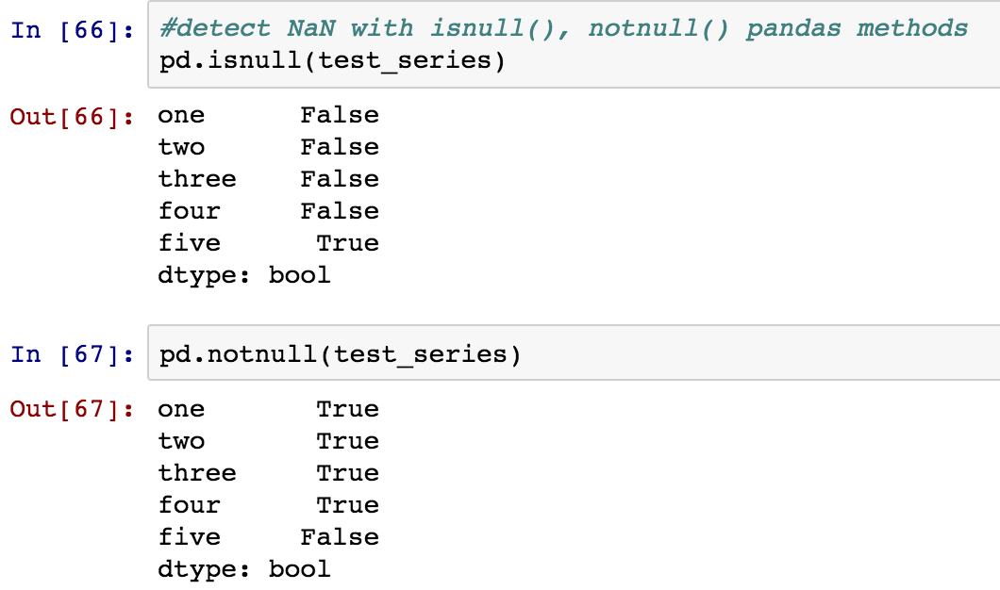 In [66]: #detect NaN with isnull(), notnull() pandas methods
pd.isnull(test_series)
Out[66]: one      False
two      False
three    False
four     False
five      True
dtype: bool
In [67]: pd.notnull(test_series)
Out[67]: one       True
two       True
three     True
four      True
five     False
dtype: bool